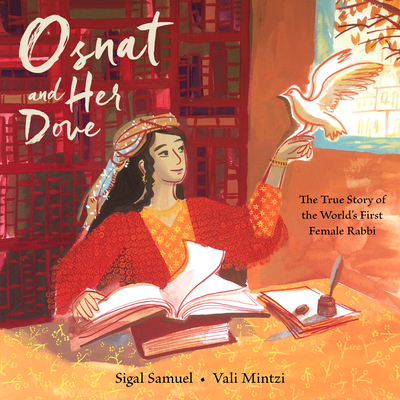 Osnat
and Her
Dove
The True Story of
the World's First
Female Rabbi
Sigal Samuel • Vali Mintzi